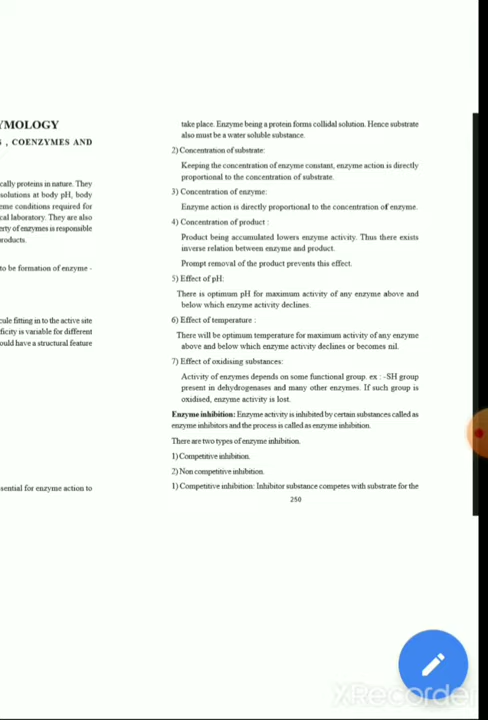 YMOLOGY
S , COENZYMES AND
cally proteins in nature. They
solutions at body pH, body
eme conditions required for
cal laboratory. They are also
erty of enzymes is responsible
products.
to be formation of enzyme -
cule fitting in to the active site
ficity is variable for different
ould have a structural feature
sential for enzyme action to
take place. Enzyme being a protein forms collidal solution. Hence substrate
also must be a water soluble substance.
2) Concentration of substrate:
Keeping the concentration of enzyme constant, enzyme action is directly
proportional to the concentration of substrate.
3) Concentration of enzyme:
Enzyme action is directly proportional to the concentration of enzyme.
4) Concentration of product :
Product being accumulated lowers enzyme activity. Thus there exists
inverse relation between enzyme and product.
Prompt removal of the product prevents this effect.
5) Effect of pH:
There is optimum pH for maximum activity of any enzyme above and
below which enzyme activity declines.
6) Effect of temperature :
There will be optimum temperature for maximum activity of any enzyme
above and below which enzyme activity declines or becomes nil.
7) Effect of oxidising substances:
Activity of enzymes depends on some functional group. ex : -SH group
present in dehydrogenases and many other enzymes. If such group is
oxidised, enzyme activity is lost.
Enzyme inhibition: Enzyme activity is inhibited by certain substances called as
enzyme inhibitors and the process is called as enzyme inhibition.
There are two types of enzyme inhibition.
1) Competitive inhibition.
2) Non competitive inhibition.
1) Competitive inhibition: Inhibitor substance competes with substrate for the
250
XRecorder